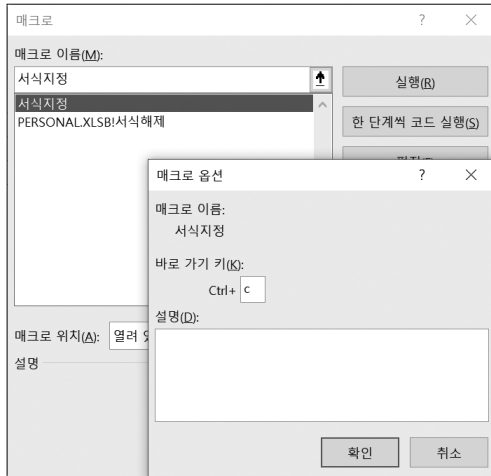 매크로 ? ×
매크로 이름(M):
서식지정
실행(R)
서식지정
PERSONAL.XLSB!서식해제
한 단계씩 코드 실행(S)
매크로 옵션 ? ×
매크로 이름:
서식지정
바로 가기 키(K):
Ctrl+ c
설명(D):
매크로 위치(A): 열려
설명
확인 취소